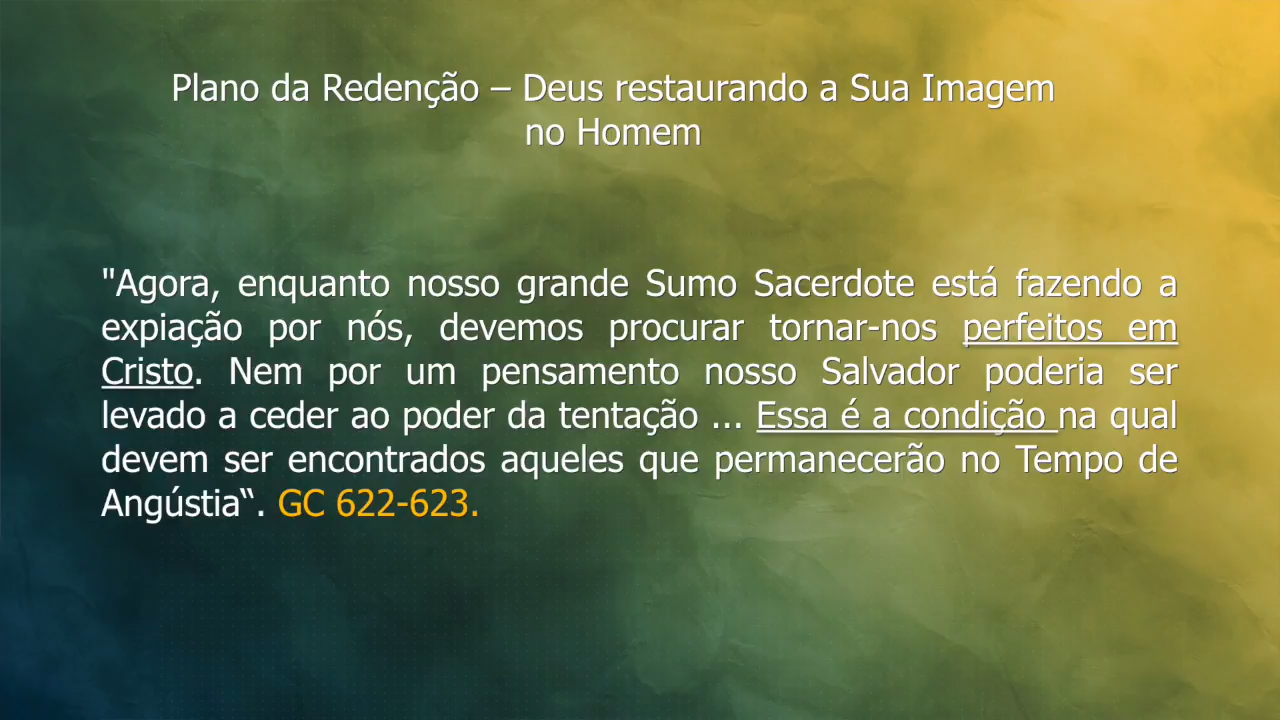 Plano da Redenção – Deus restaurando a Sua Imagem
no Homem
"Agora, enquanto nosso grande Sumo Sacerdote está fazendo a
expiação por nós, devemos procurar tornar-nos perfeitos em
Cristo. Nem por um pensamento nosso Salvador poderia ser
levado a ceder ao poder da tentação ... Essa é a condição na qual
devem ser encontrados aqueles que permanecerão no Tempo de
Angústia“. GC 622-623.